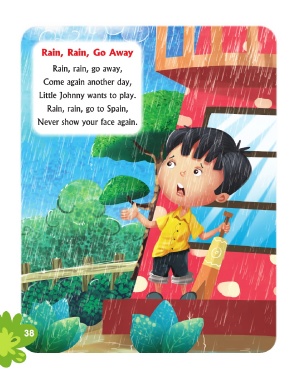 Rain, Rain, Go Away
Rain, rain, go away,
Come again another day,
Little Johnny wants to play.
Rain, rain, go to Spain,
Never show your face again.
38